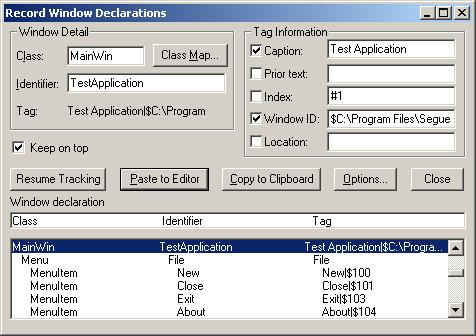 Record Window Declarations
Window Detail
Class: MainWin Class Map...
Identifier: TestApplication
Tag: Test Application|$C:\Program
Keep on top
Tag Information
Caption: Test Application
Prior text:
Index: #1
Window ID: $C:\Program Files\Segue
Location:
Resume Tracking Paste to Editor Copy to Clipboard Options... Close
Window declaration
Class Identifier Tag
MainWin TestApplication Test Application|$C:\Progra...
Menu File File
MenuItem New New|$100
MenuItem Close Close|$101
MenuItem Exit Exit|$103
MenuItem About About|$104